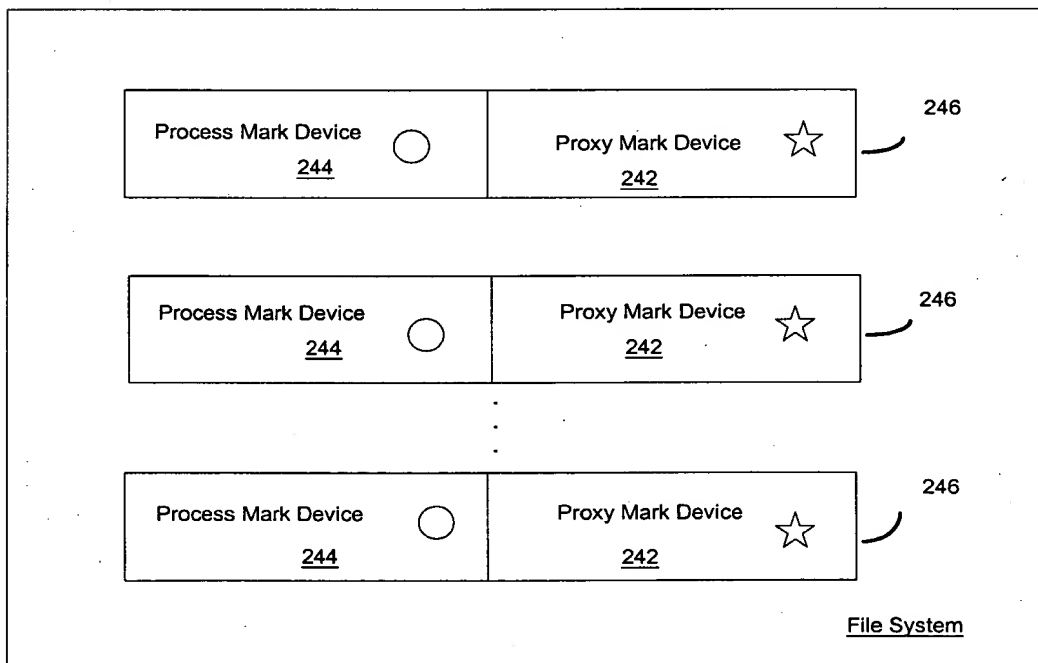 246
Process Mark Device
Proxy Mark Device
244
242
246
Process Mark Device
Proxy Mark Device
244
242
246
Process Mark Device
Proxy Mark Device
244
242
File System